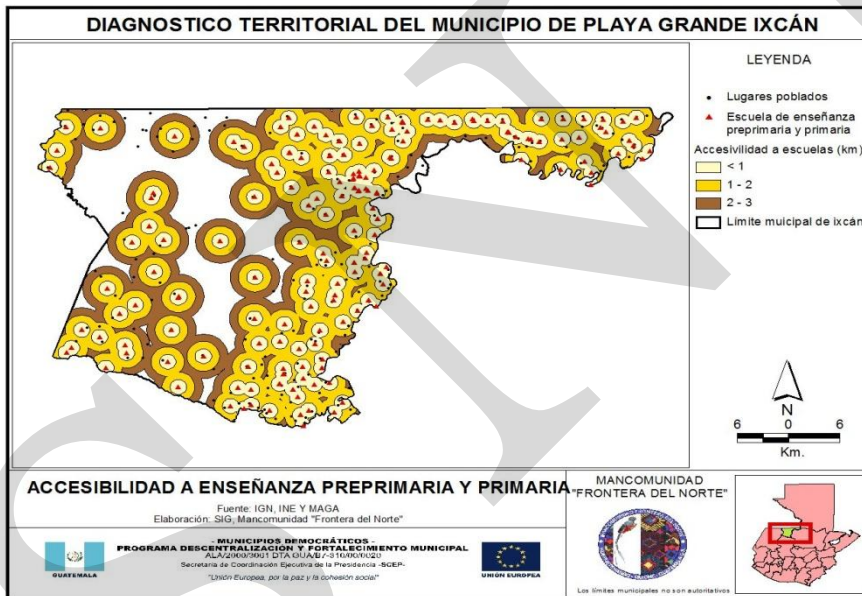 DIAGNOSTICO TERRITORIAL DEL MUNICIPIO DE PLAYA GRANDE IXCÁN
LEYENDA
Lugares poblados
Escuela de enseñanza
preprimaria y primaria
Accesivilidad a escuelas (km)
< 1
1 - 2
2 - 3
Límite muicipal de ixcán
N
6 0 6
Km.
ACCESIBILIDAD A ENSEÑANZA PREPRIMARIA Y PRIMARIA
Fuente: IGN, INE Y MAGA
Elaboración: SIG, Mancomunidad "Frontera del Norte"
- MUNICIPIOS DEMOCRÁTICOS -
PROGRAMA DESCENTRALIZACIÓN Y FORTALECIMIENTO MUNICIPAL
Secretaria de Coordinación Ejecutiva de la Presidencia -SCEP-
"Unión Europea, por la paz y la cohesión social"
GUATEMALA
UNIÓN EUROPEA
MANCOMUNIDAD
"FRONTERA DEL NORTE"
Los límites municipales no son autoritativos